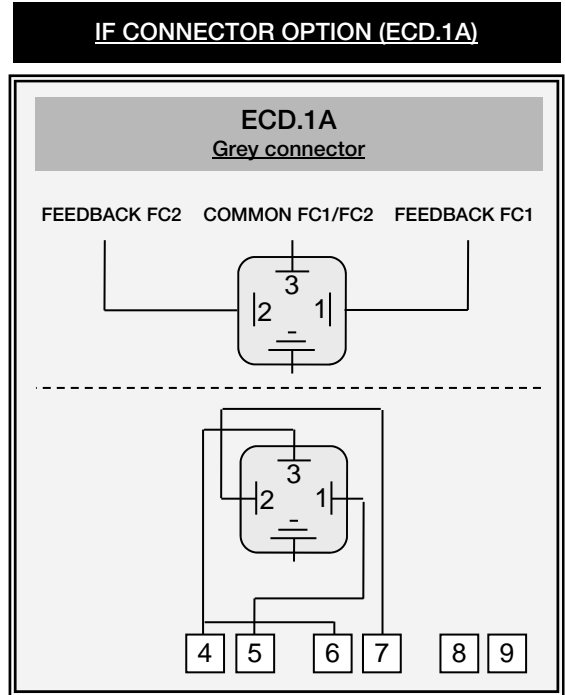 IF CONNECTOR OPTION (ECD.1A)
ECD.1A
Grey connector
FEEDBACK FC2 COMMON FC1/FC2 FEEDBACK FC1
3
2 1
3
2 1
4 5 6 7 8 9